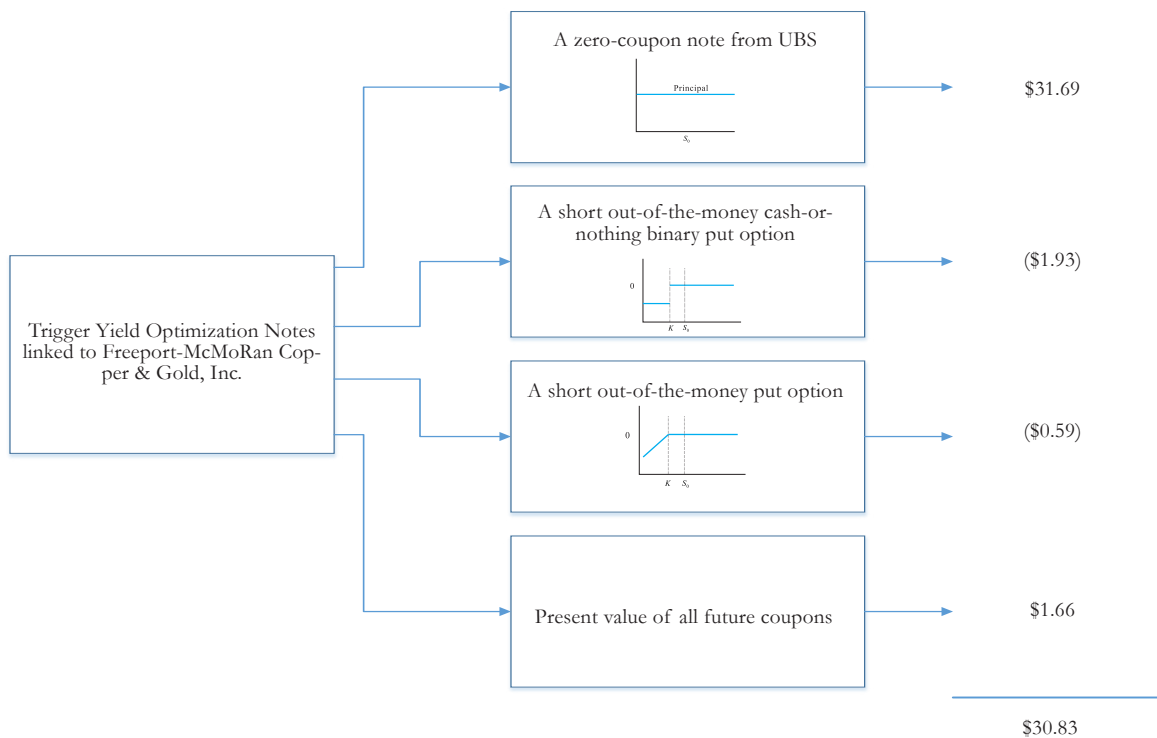 A zero-coupon note from UBS
Principal
S0
$31.69
A short out-of-the-money cash-or-
nothing binary put option
0
K
S0
($1.93)
Trigger Yield Optimization Notes
linked to Freeport-McMoRan Cop-
per & Gold, Inc.
A short out-of-the-money put option
0
K
S0
($0.59)
Present value of all future coupons
$1.66
$30.83